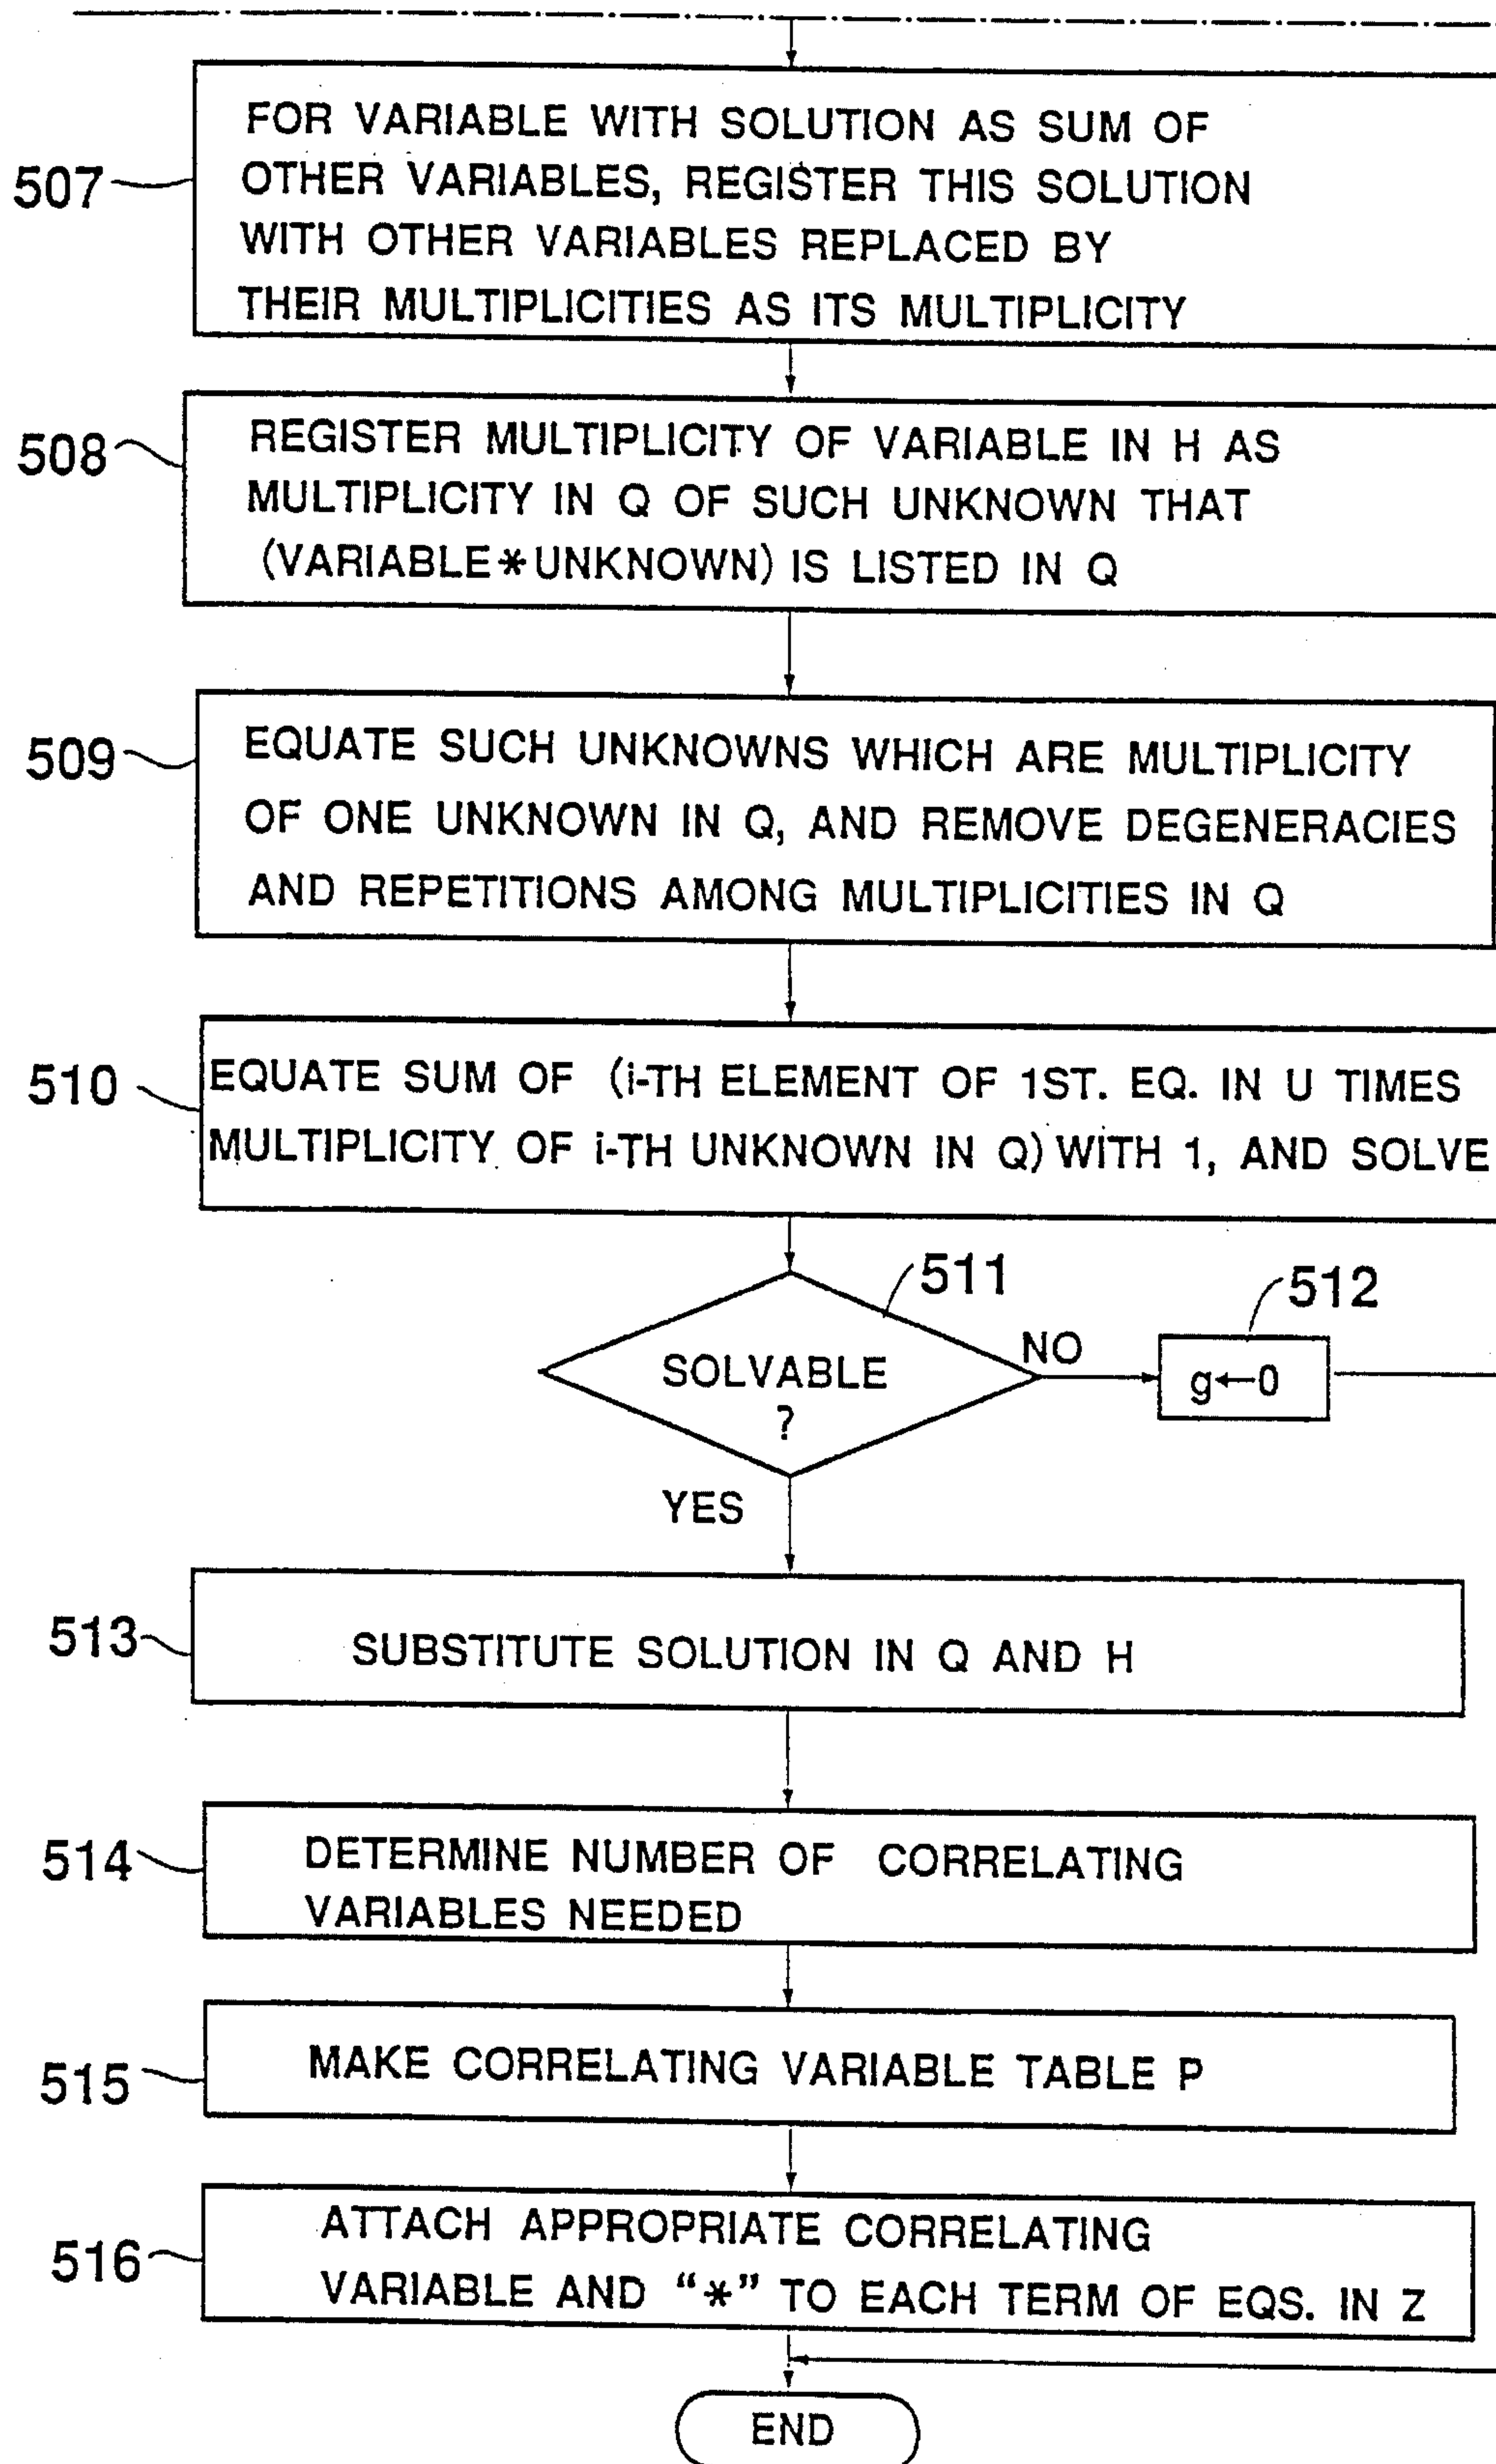 507
FOR VARIABLE WITH SOLUTION AS SUM OF
OTHER VARIABLES, REGISTER THIS SOLUTION
WITH OTHER VARIABLES REPLACED BY
THEIR MULTIPLICITIES AS ITS MULTIPLICITY
508
REGISTER MULTIPLICITY OF VARIABLE IN H AS
MULTIPLICITY IN Q OF SUCH UNKNOWN THAT
(VARIABLE*UNKNOWN) IS LISTED IN Q
509
EQUATE SUCH UNKNOWNS WHICH ARE MULTIPLICITY
OF ONE UNKNOWN IN Q, AND REMOVE DEGENERACIES
AND REPETITIONS AMONG MULTIPLICITIES IN Q
510
EQUATE SUM OF (i-TH ELEMENT OF 1ST. EQ. IN U TIMES
MULTIPLICITY OF i-TH UNKNOWN IN Q) WITH 1, AND SOLVE
511
512
SOLVABLE
?
NO
g←0
YES
513
SUBSTITUTE SOLUTION IN Q AND H
514
DETERMINE NUMBER OF CORRELATING
VARIABLES NEEDED
515
MAKE CORRELATING VARIABLE TABLE P
516
ATTACH APPROPRIATE CORRELATING
VARIABLE AND "*" TO EACH TERM OF EQS. IN Z
END